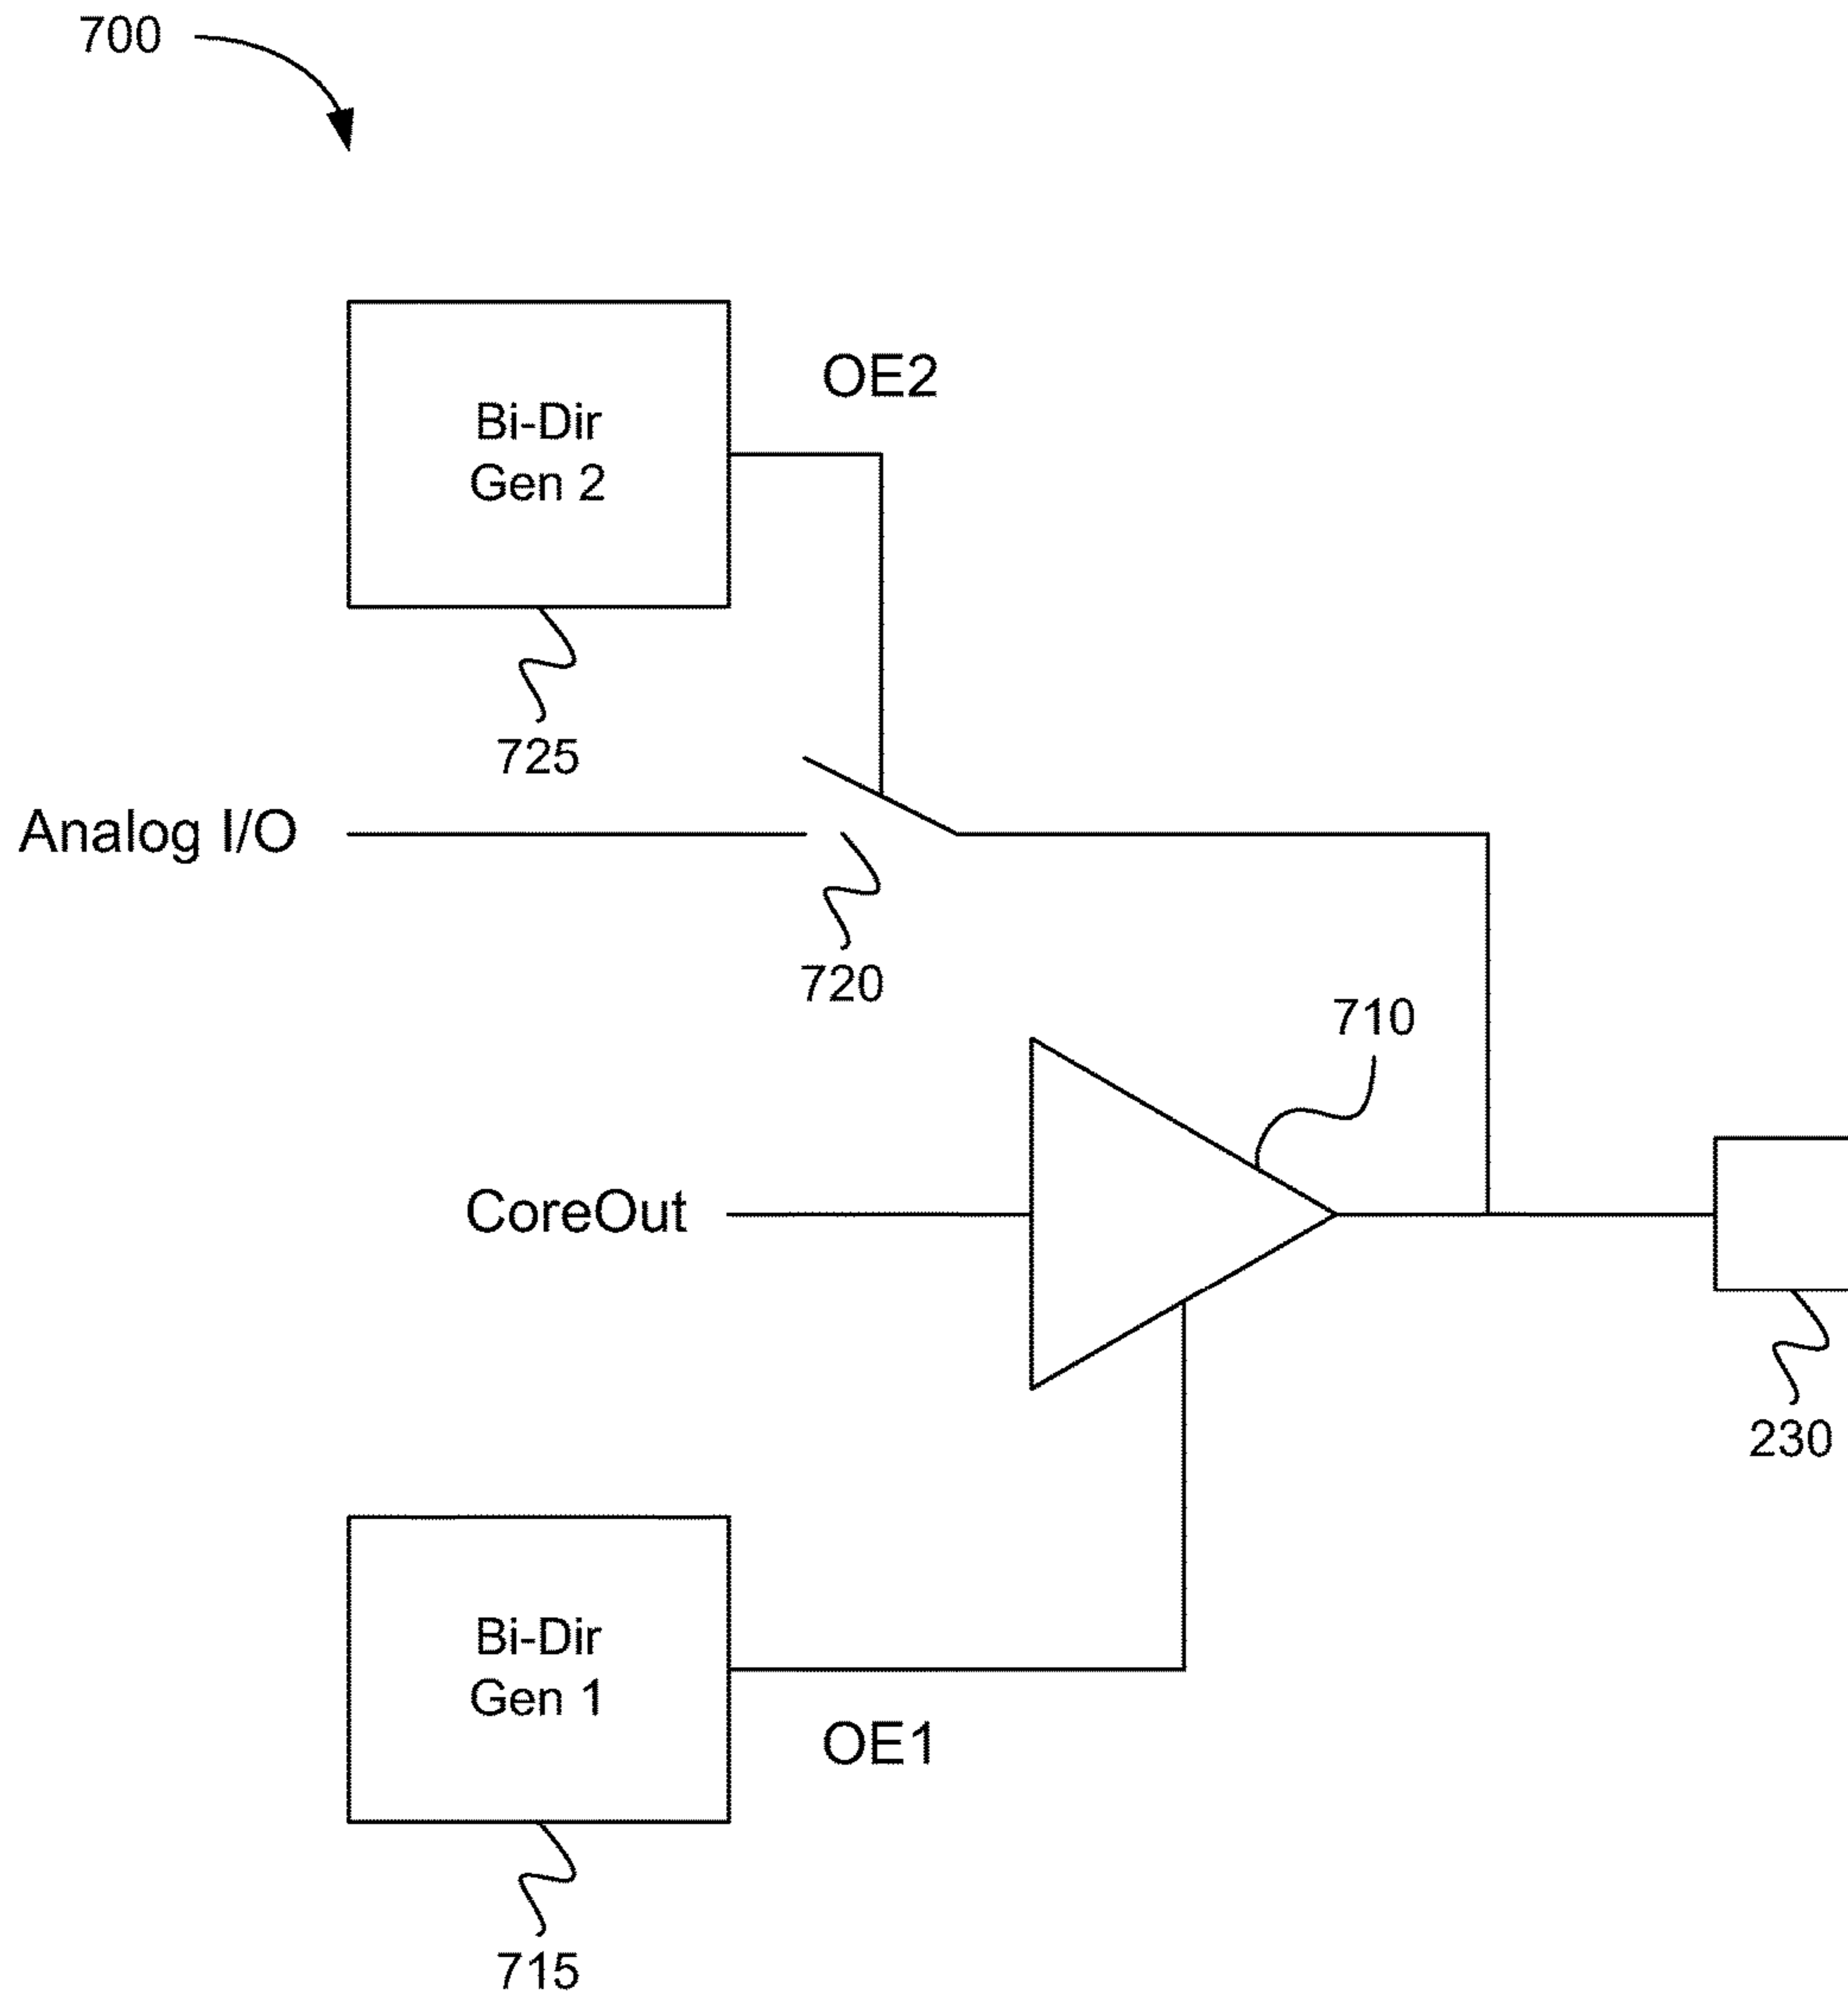 700
Bi-Dir
Gen 2
OE2
725
Analog I/O
720
710
CoreOut
230
Bi-Dir
Gen 1
OE1
715